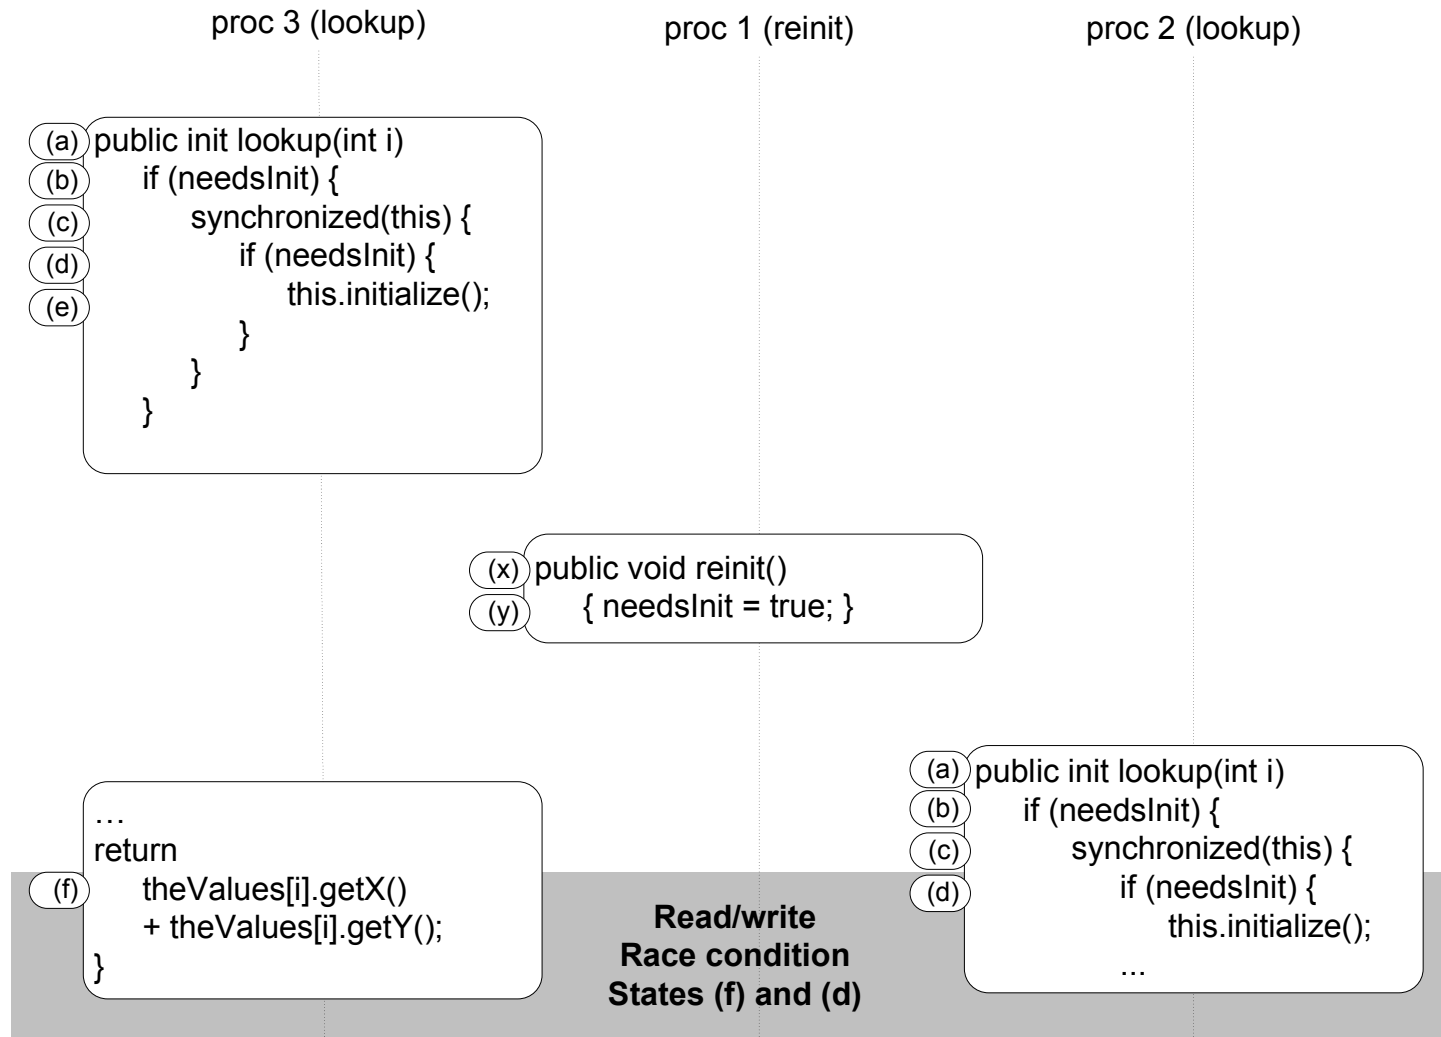 proc 3 (lookup)
proc 1 (reinit)
proc 2 (lookup)
(a) public init lookup(int i)
(b) if (needsInit) {
(c) synchronized(this) {
(d) if (needsInit) {
(e) this.initialize();
}
}
}
(x) public void reinit()
(y) { needsInit = true; }
…
return
(f) theValues[i].getX()
+ theValues[i].getY();
}
Read/write
Race condition
States (f) and (d)
(a) public init lookup(int i)
(b) if (needsInit) {
(c) synchronized(this) {
(d) if (needsInit) {
this.initialize();
...